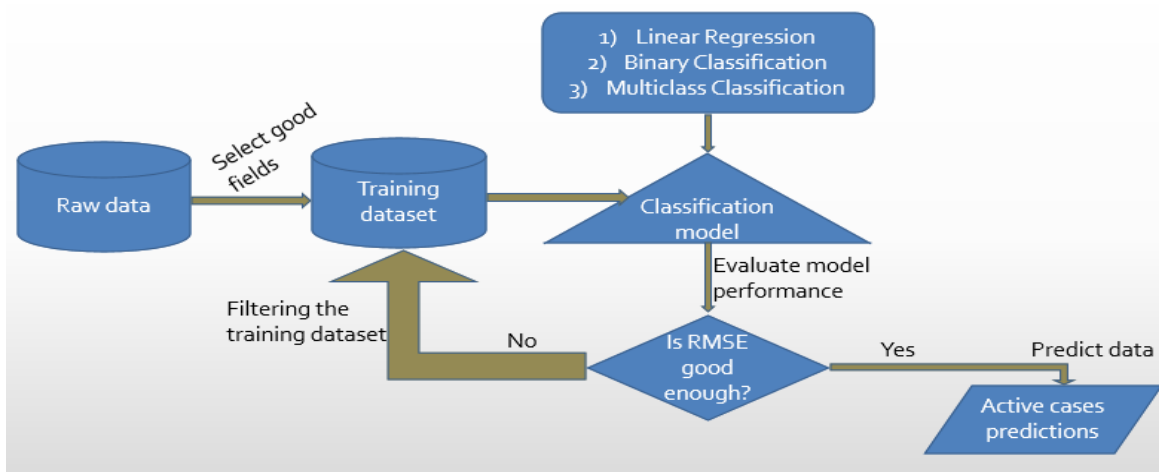 1) Linear Regression
2) Binary Classification
3) Multiclass Classification
Select good
fields
Raw data
Training
dataset
Classification
model
Evaluate model
performance
Filtering the
training dataset
No
Is RMSE
good
enough?
Yes
Predict data
Active cases
predictions